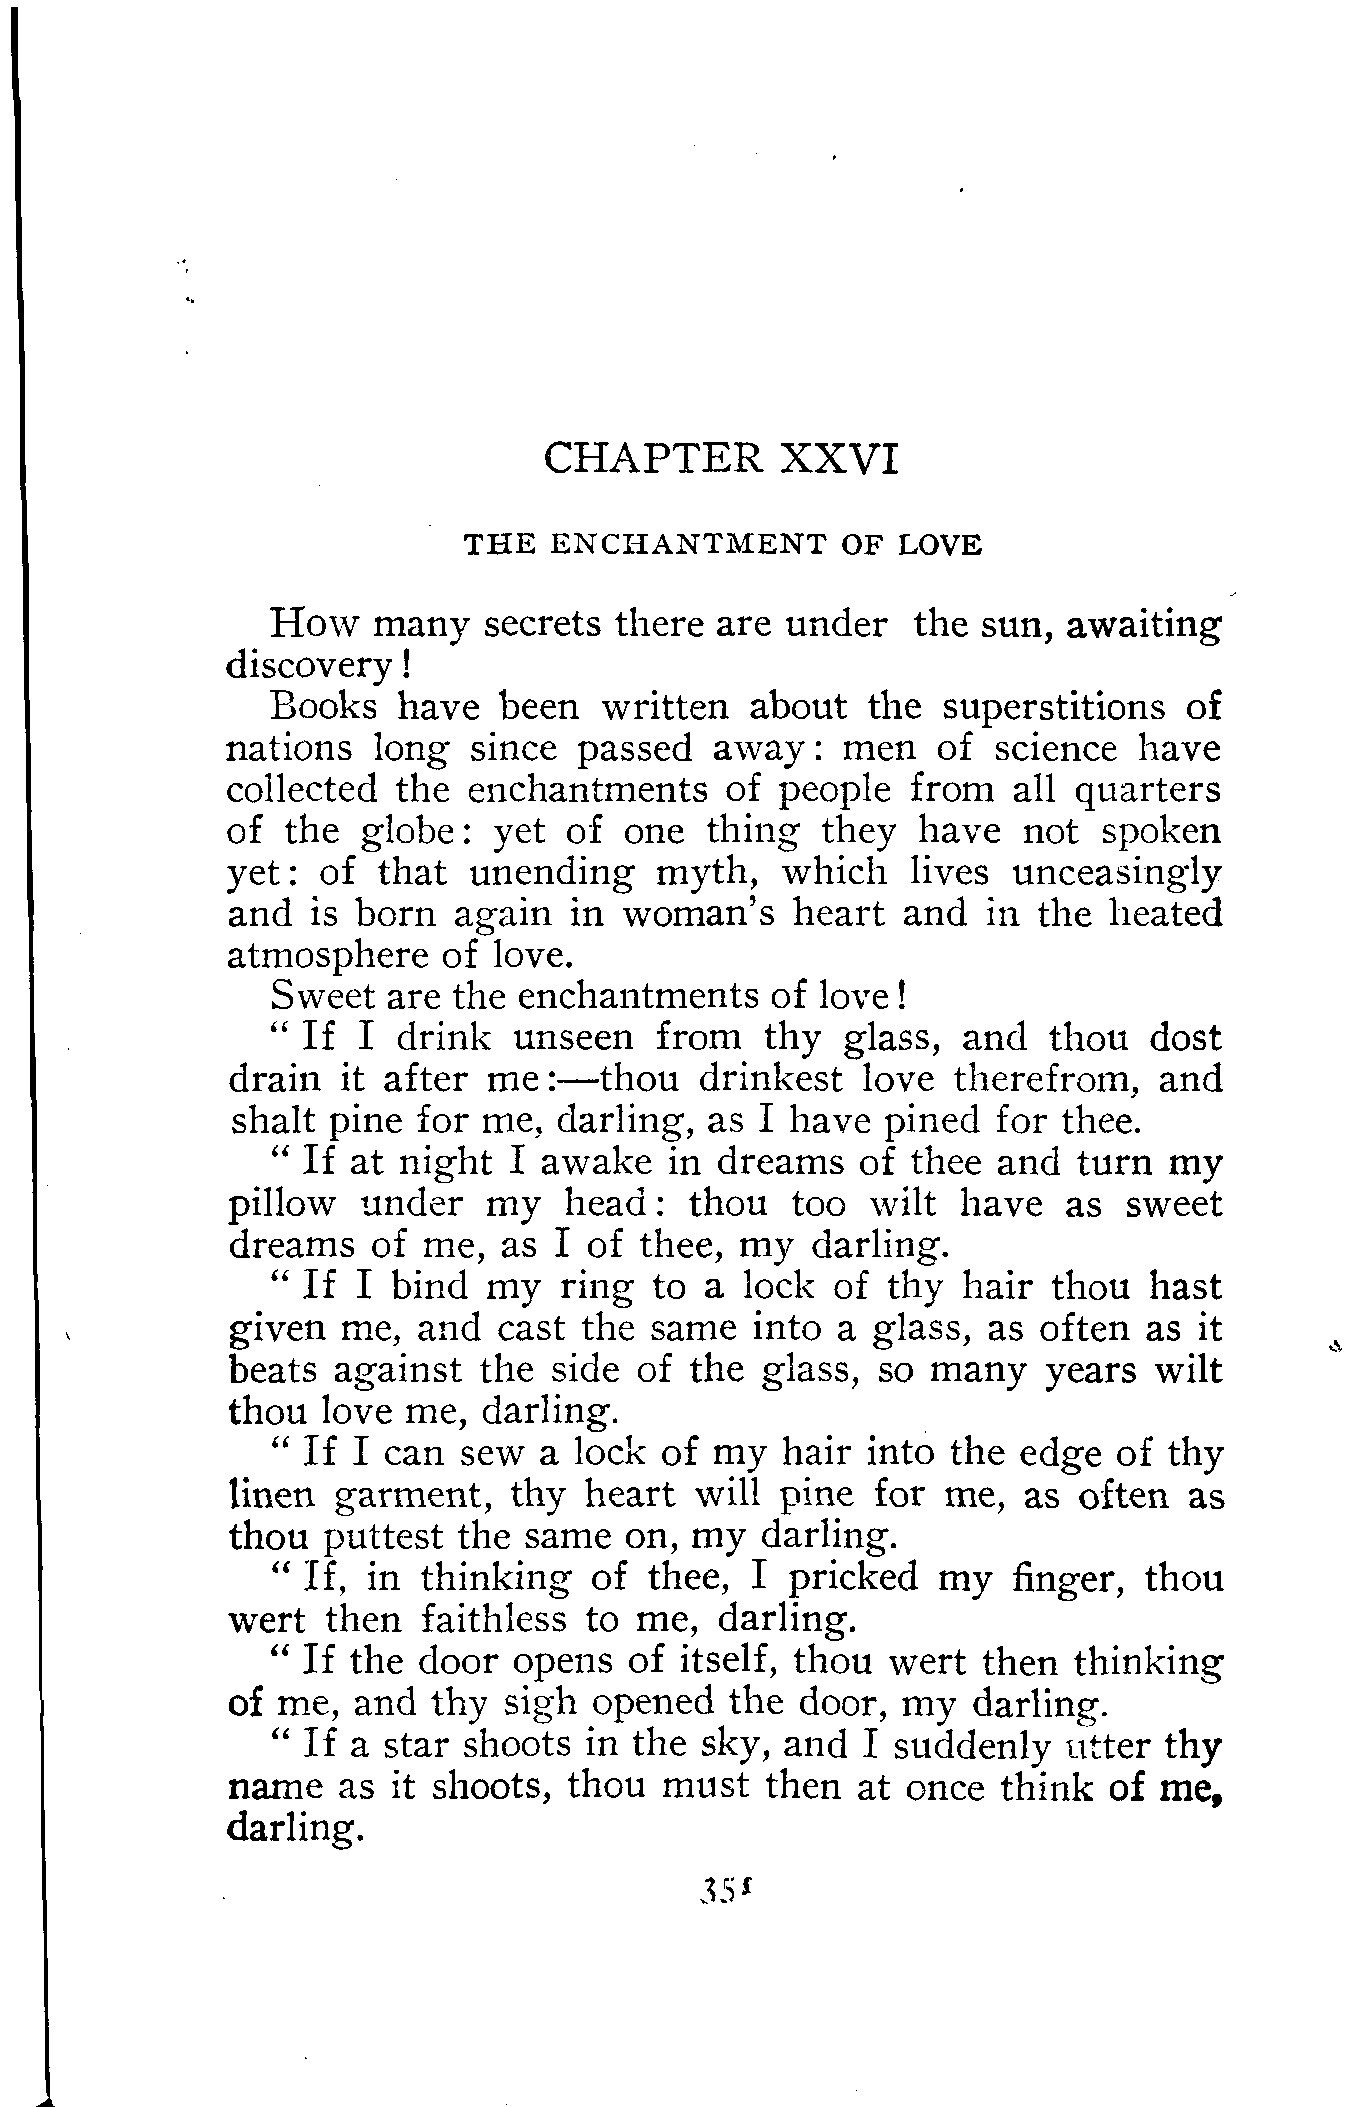 CHAPTER XXVI
THE ENCHANTMENT OF LOVE
How many secrets there are under the sun, awaiting
discovery!
Books have been written about the superstitions of
nations long since passed away: men of science have
collected the enchantments of people from all quarters
of the globe: yet of one thing they have not spoken
yet: of that unending myth, which lives unceasingly
and is born again in woman's heart and in the heated
atmosphere of love.
Sweet are the enchantments of love!
“If I drink unseen from thy glass, and thou dost
drain it after me:—thou drinkest love therefrom, and
shalt pine for me, darling, as I have pined for thee.
“If at night I awake in dreams of thee and turn my
pillow under my head: thou too wilt have as sweet
dreams of me, as I of thee, my darling.
“If I bind my ring to a lock of thy hair thou hast
given me, and cast the same into a glass, as often as it
beats against the side of the glass, so many years wilt
thou love me, darling.
“If I can sew a lock of my hair into the edge of thy
linen garment, thy heart will pine for me, as often as
thou puttest the same on, my darling.
“If, in thinking of thee, I pricked my finger, thou
wert then faithless to me, darling.
“If the door opens of itself, thou wert then thinking
of me, and thy sigh opened the door, my darling.
“If a star shoots in the sky, and I suddenly utter thy
name as it shoots, thou must then at once think of me,
darling.
351